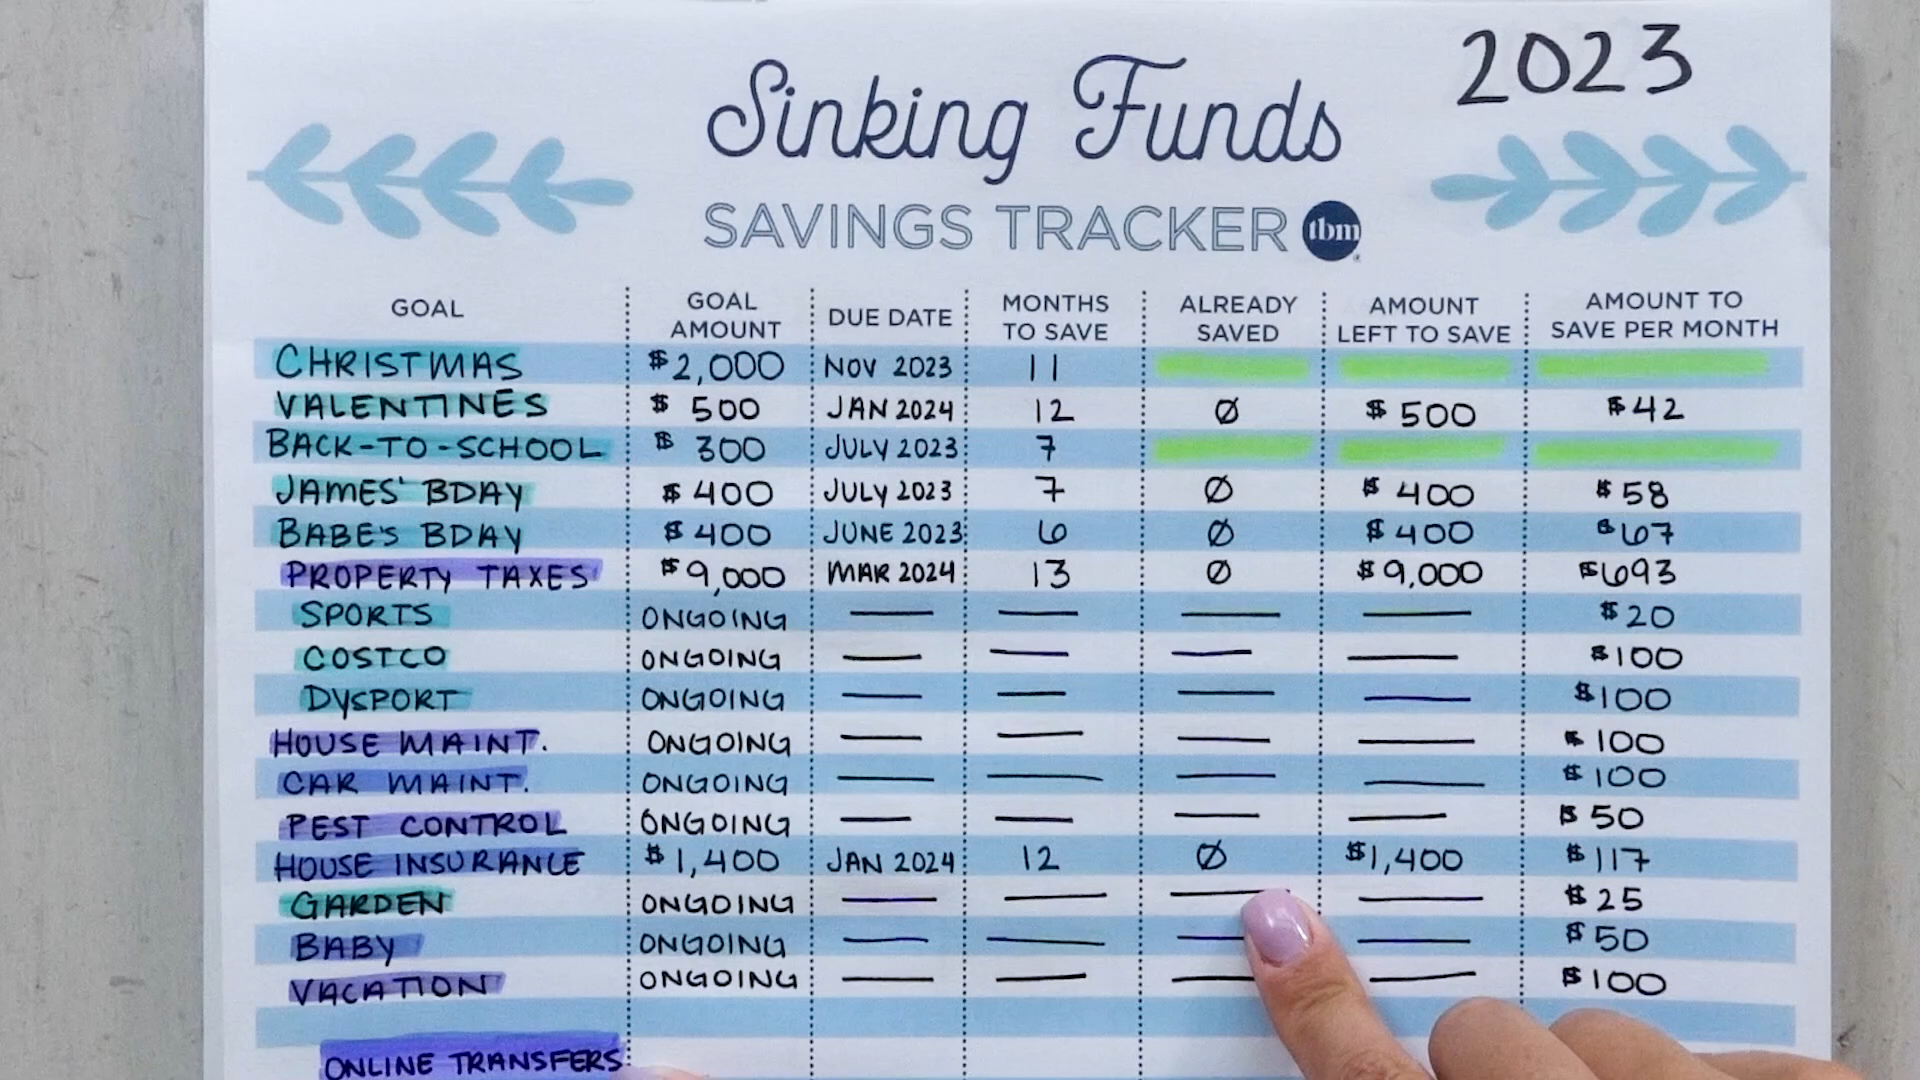 2023
Sinking Funds
SAVINGS TRACKER tbm
GOAL GOAL AMOUNT DUE DATE MONTHS TO SAVE ALREADY SAVED AMOUNT LEFT TO SAVE AMOUNT TO SAVE PER MONTH
CHRISTMAS $2,000 NOV 2023 11
VALENTINES $ 500 JAN 2024 12 Ø $ 500 $42
BACK-TO-SCHOOL $ 300 JULY 2023 7
JAMES' BDAY $ 400 JULY 2023 7 Ø $ 400 $58
BABE'S BDAY $ 400 JUNE 2023 6 Ø $ 400 $67
PROPERTY TAXES $9,000 MAR 2024 13 Ø $9,000 $693
SPORTS ONGOING — — — — $20
COSTCO ONGOING — — — — $100
DYSPORT ONGOING — — — — $100
HOUSE MAINT. ONGOING — — — — $100
CAR MAINT. ONGOING — — — — $100
PEST CONTROL ONGOING — — — — $50
HOUSE INSURANCE $1,400 JAN 2024 12 Ø $1,400 $117
GARDEN ONGOING — — — — $25
BABY ONGOING — — — — $50
VACATION ONGOING — — — — $100
ONLINE TRANSFERS